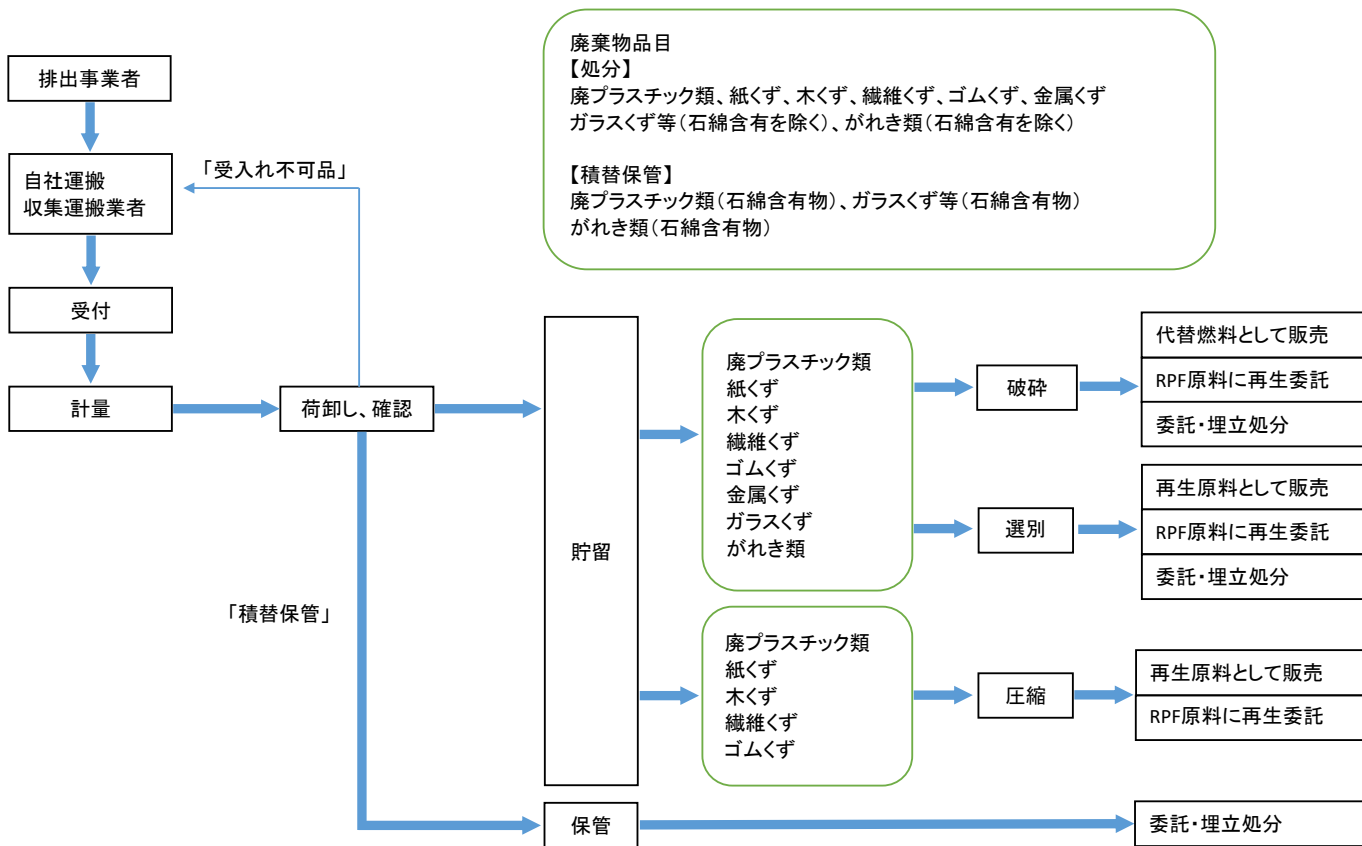 廃棄物品目
【処分】
廃プラスチック類、紙くず、木くず、繊維くず、ゴムくず、金属くず
ガラスくず等（石綿含有を除く）、がれき類（石綿含有を除く）
【積替保管】
廃プラスチック類（石綿含有物）、ガラスくず等（石綿含有物）
がれき類（石綿含有物）
排出事業者
自社運搬
収集運搬業者
「受入れ不可品」
受付
計量
荷卸し、確認
「積替保管」
貯留
廃プラスチック類
紙くず
木くず
繊維くず
ゴムくず
金属くず
ガラスくず
がれき類
破砕
代替燃料として販売
RPF原料に再生委託
委託・埋立処分
選別
再生原料として販売
RPF原料に再生委託
委託・埋立処分
廃プラスチック類
紙くず
木くず
繊維くず
ゴムくず
圧縮
再生原料として販売
RPF原料に再生委託
保管
委託・埋立処分